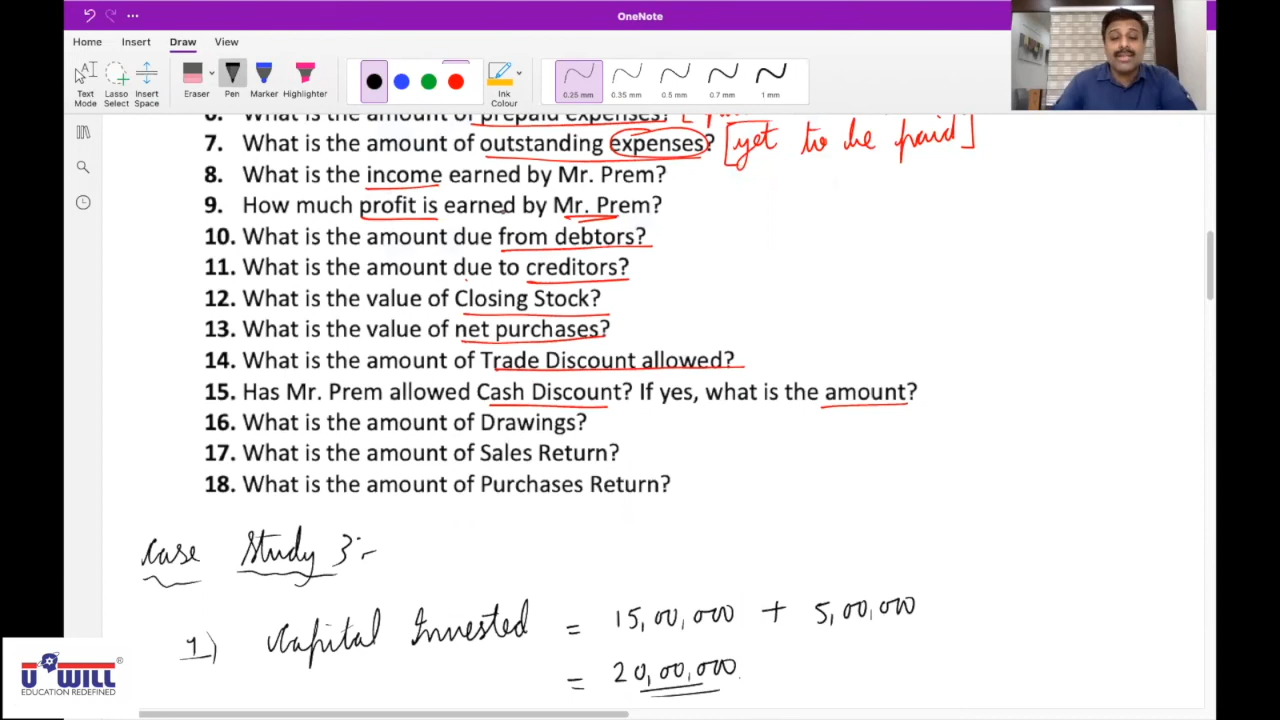 OneNote
Home Insert Draw View
Text Mode
Lasso Select
Insert Space
Eraser
Pen
Marker
Highlighter
Ink Colour
0.25 mm
0.35 mm
0.5 mm
0.7 mm
1 mm
6. What is the amount of prepaid expenses? [
7. What is the amount of outstanding expenses? [yet to be paid]
8. What is the income earned by Mr. Prem?
9. How much profit is earned by Mr. Prem?
10. What is the amount due from debtors?
11. What is the amount due to creditors?
12. What is the value of Closing Stock?
13. What is the value of net purchases?
14. What is the amount of Trade Discount allowed?
15. Has Mr. Prem allowed Cash Discount? If yes, what is the amount?
16. What is the amount of Drawings?
17. What is the amount of Sales Return?
18. What is the amount of Purchases Return?
Case Study 3:-
1) Capital Invested = 15,00,000 + 5,00,000
= 20,00,000
U WILL ®
EDUCATION REDEFINED